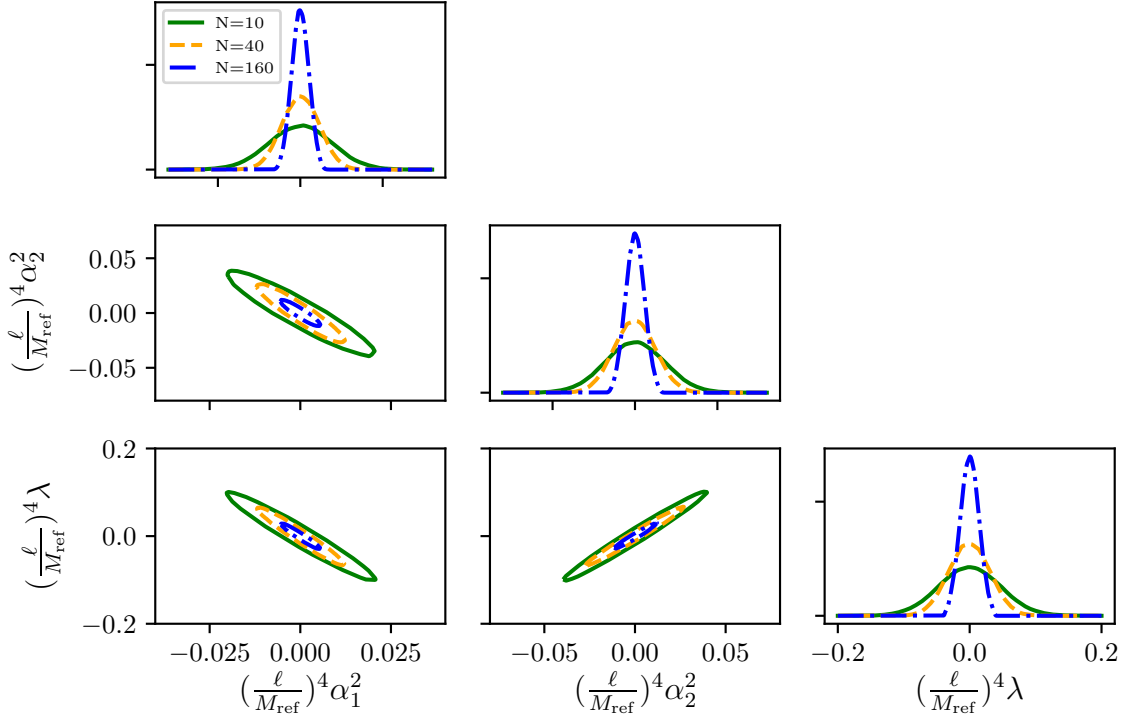 N=10
N=40
N=160
(ℓ/M_ref)^4 α_2^2
0.05
0.00
−0.05
(ℓ/M_ref)^4 λ
0.2
0.0
−0.2
−0.025 0.000 0.025
−0.05 0.00 0.05
−0.2 0.0 0.2
(ℓ/M_ref)^4 α_1^2
(ℓ/M_ref)^4 α_2^2
(ℓ/M_ref)^4 λ